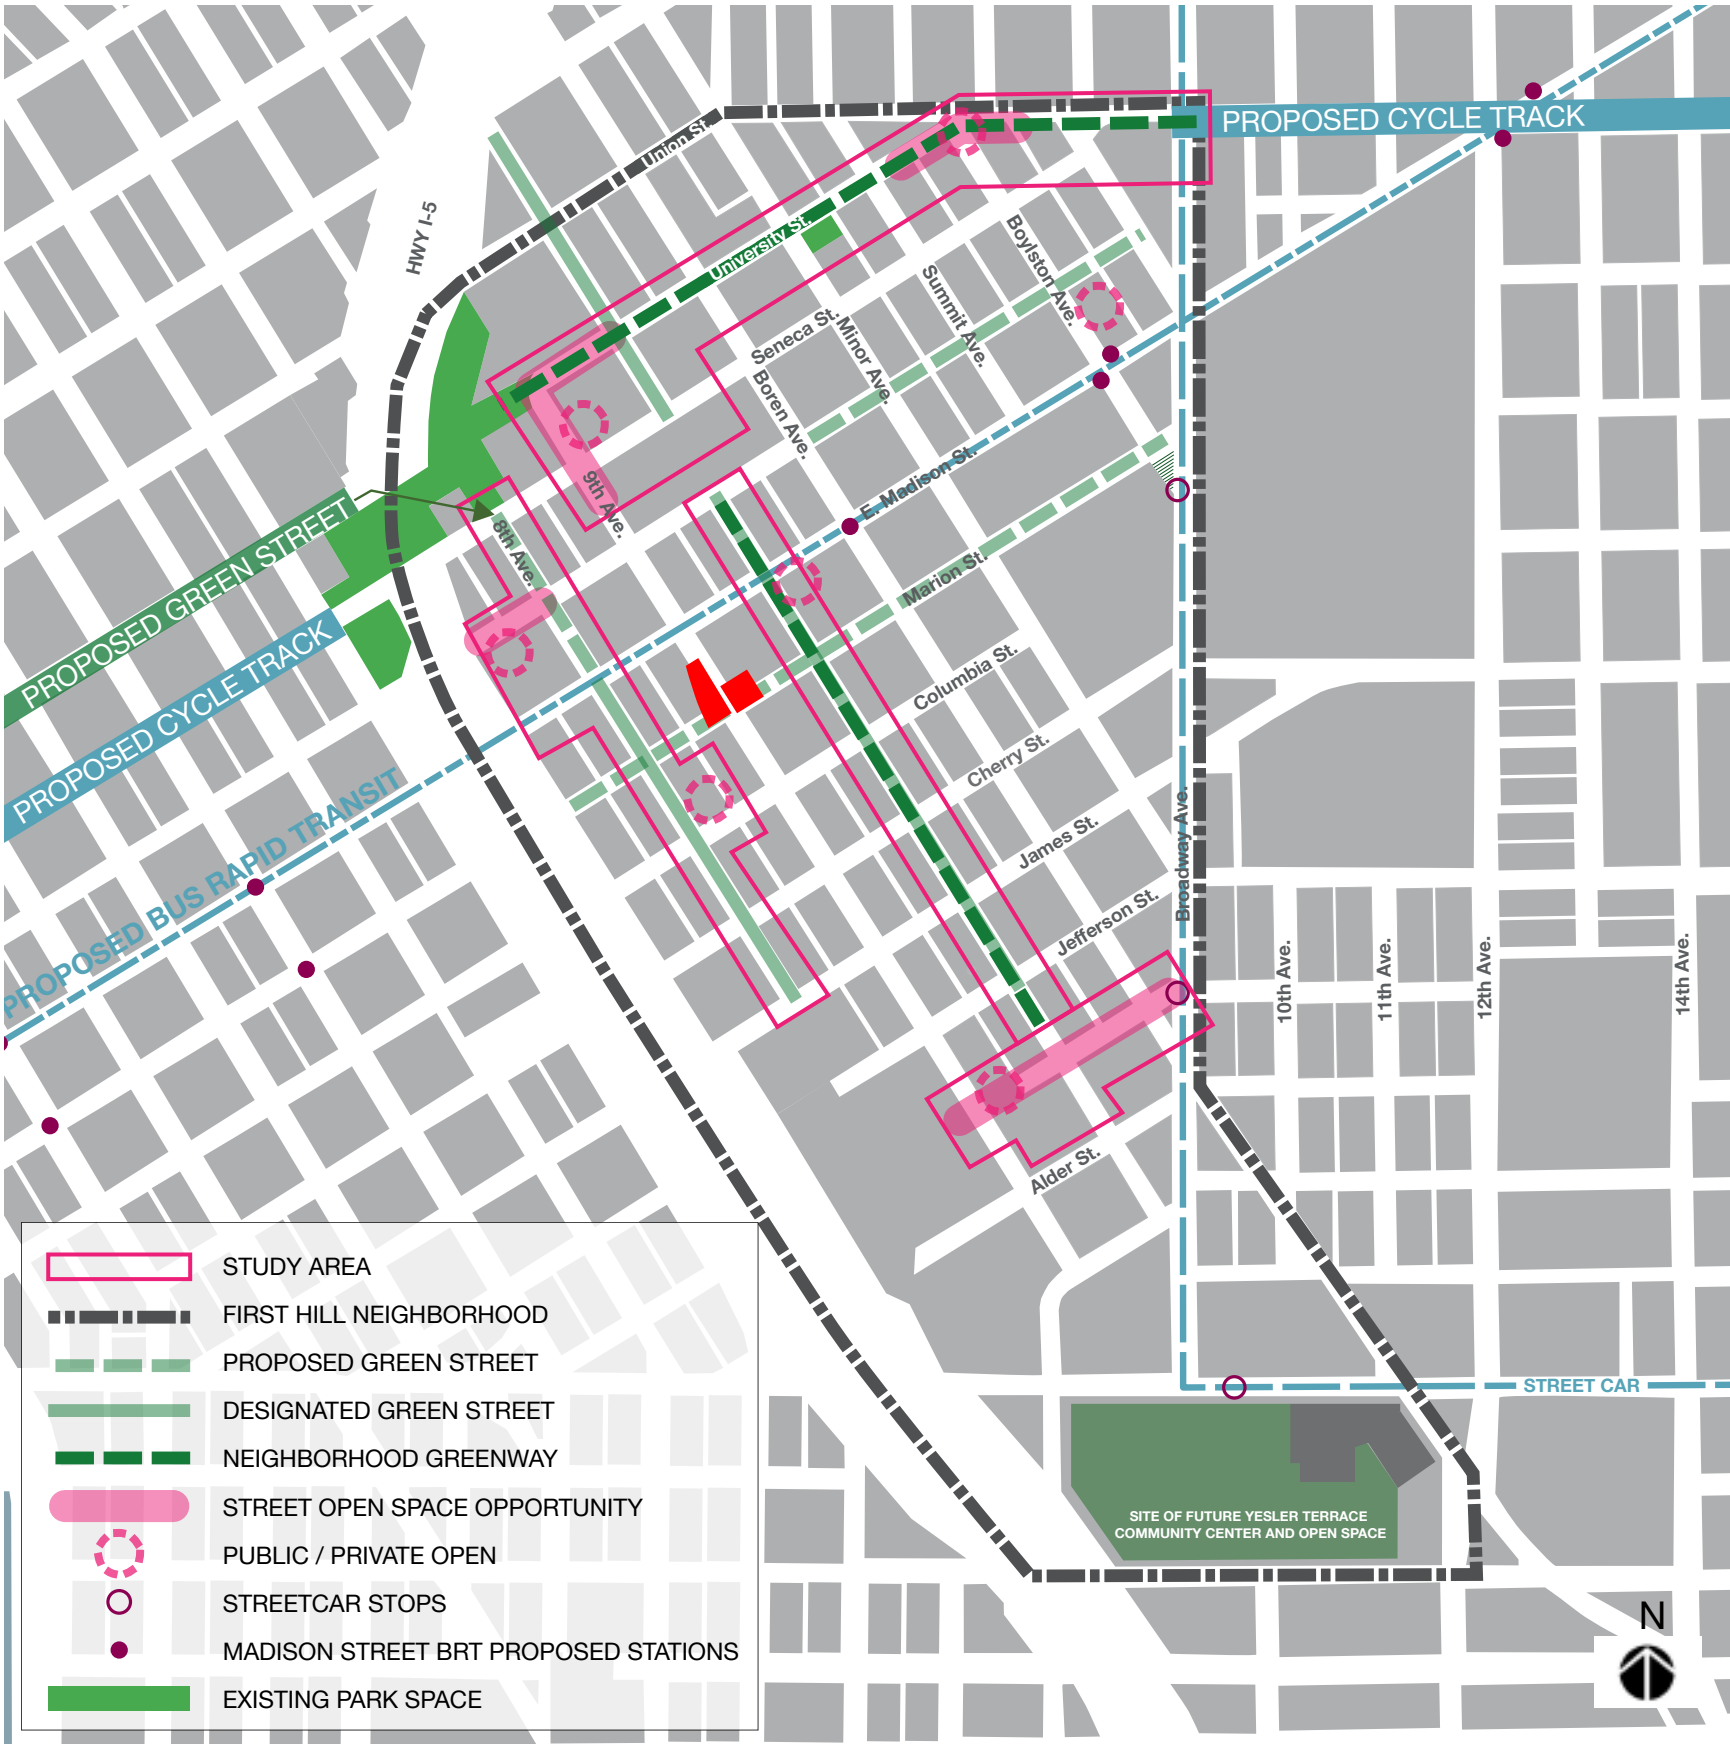 PROPOSED CYCLE TRACK
Union St.
HWY I-5
University St.
Boylston Ave.
Summit Ave.
Seneca St.
Minor Ave.
Boren Ave.
9th Ave.
8th Ave.
E. Madison St.
Marion St.
PROPOSED GREEN STREET
PROPOSED CYCLE TRACK
PROPOSED BUS RAPID TRANSIT
Columbia St.
Cherry St.
James St.
Jefferson St.
Broadway Ave.
10th Ave.
11th Ave.
12th Ave.
14th Ave.
Alder St.
STREET CAR
SITE OF FUTURE YESLER TERRACE
COMMUNITY CENTER AND OPEN SPACE
STUDY AREA
FIRST HILL NEIGHBORHOOD
PROPOSED GREEN STREET
DESIGNATED GREEN STREET
NEIGHBORHOOD GREENWAY
STREET OPEN SPACE OPPORTUNITY
PUBLIC / PRIVATE OPEN
STREETCAR STOPS
MADISON STREET BRT PROPOSED STATIONS
EXISTING PARK SPACE
N